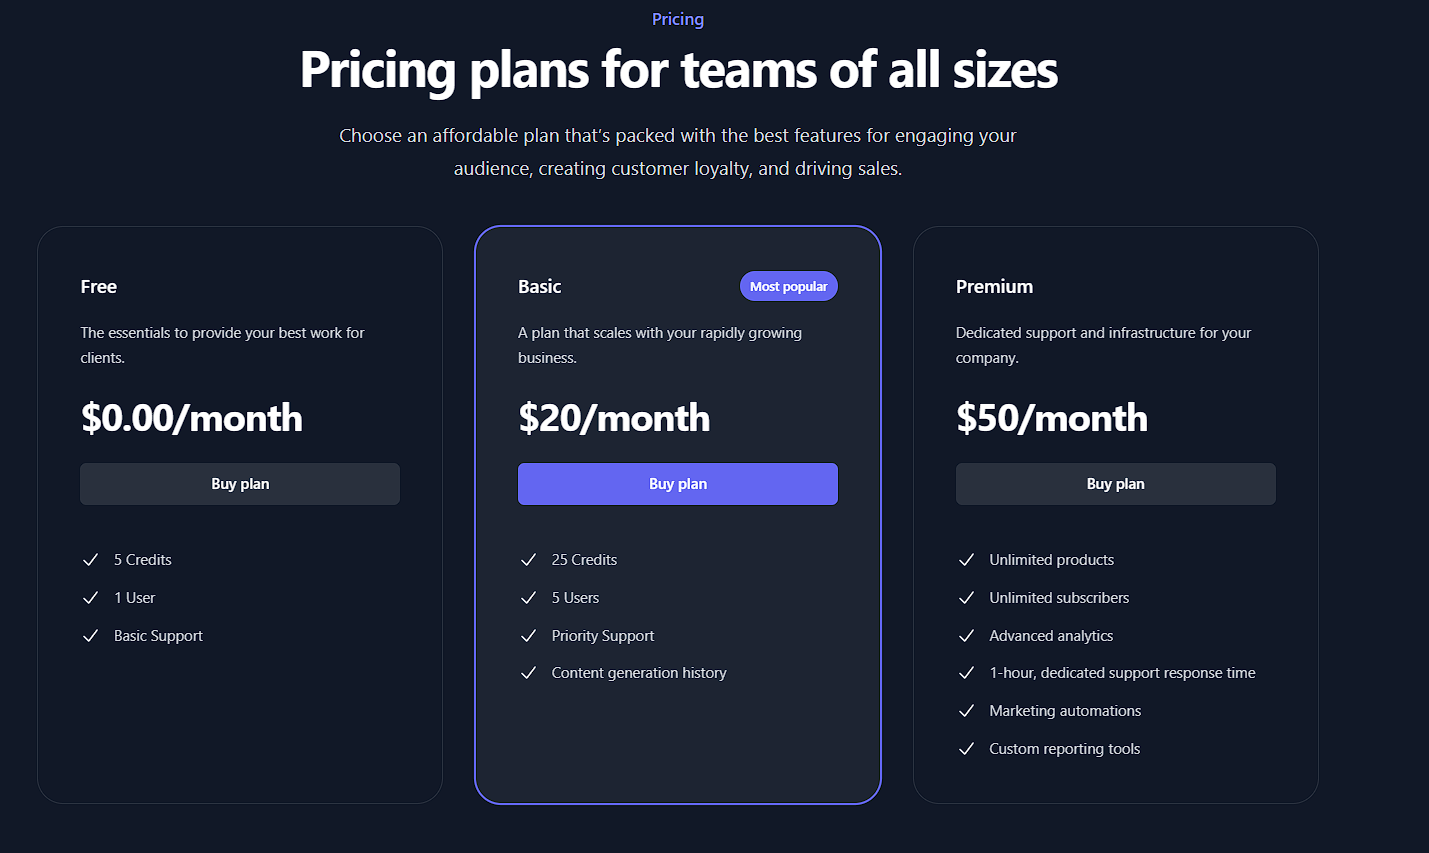 Pricing
Pricing plans for teams of all sizes
Choose an affordable plan that's packed with the best features for engaging your
audience, creating customer loyalty, and driving sales.
Free
The essentials to provide your best work for
clients.
$0.00/month
Buy plan
5 Credits
1 User
Basic Support
Basic
Most popular
A plan that scales with your rapidly growing
business.
$20/month
Buy plan
25 Credits
5 Users
Priority Support
Content generation history
Premium
Dedicated support and infrastructure for your
company.
$50/month
Buy plan
Unlimited products
Unlimited subscribers
Advanced analytics
1-hour, dedicated support response time
Marketing automations
Custom reporting tools